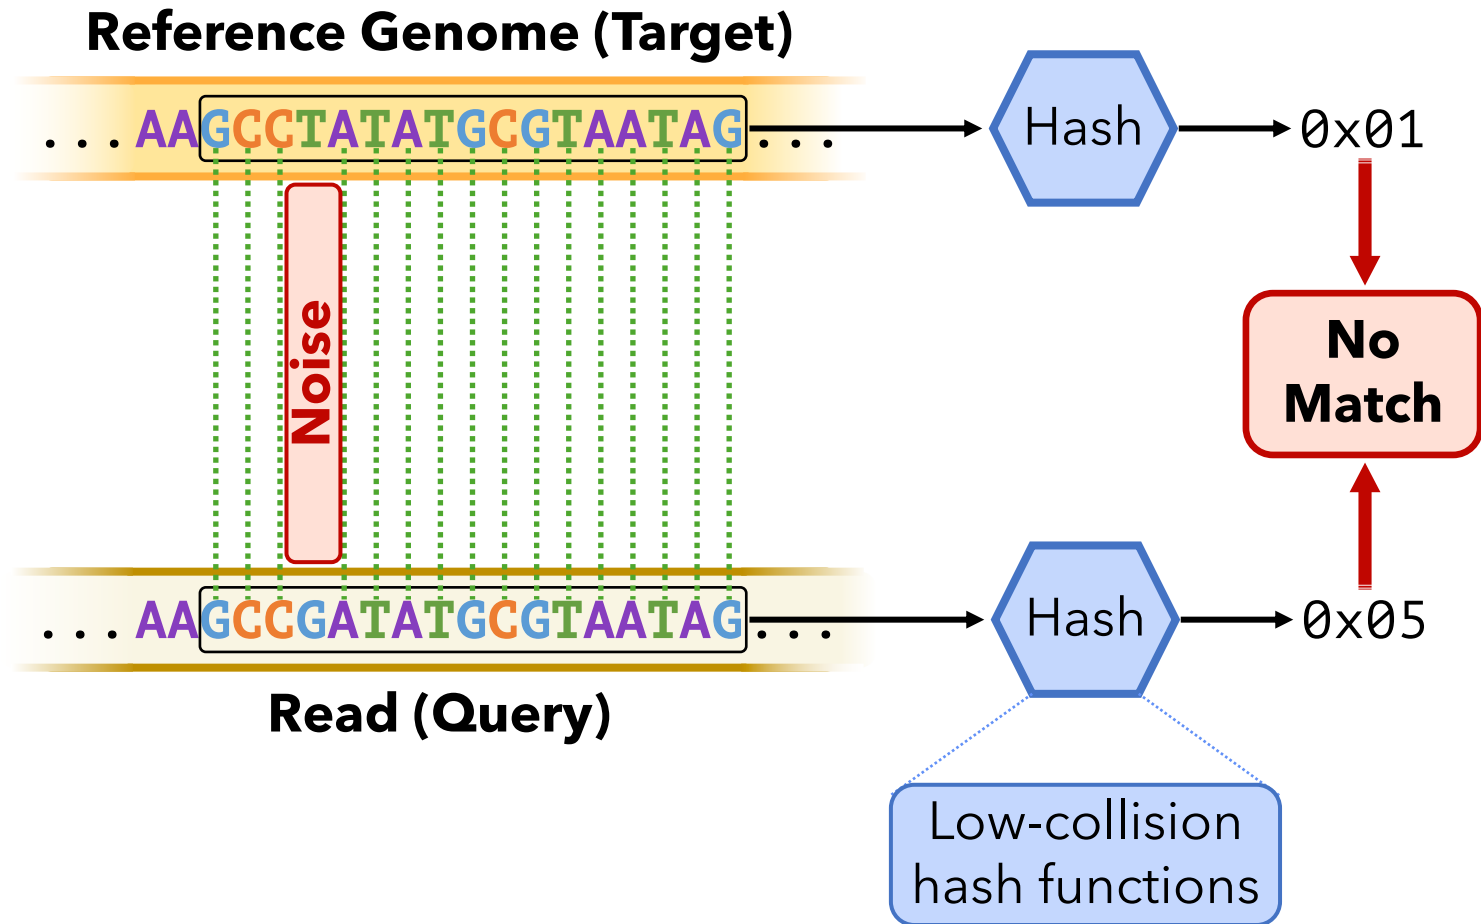 Reference Genome (Target)
...AAGCCTATATGCGTAATAG...
Hash
0x01
Noise
No
Match
...AAGCCGATATGCGTAATAG...
Hash
0x05
Read (Query)
Low-collision
hash functions